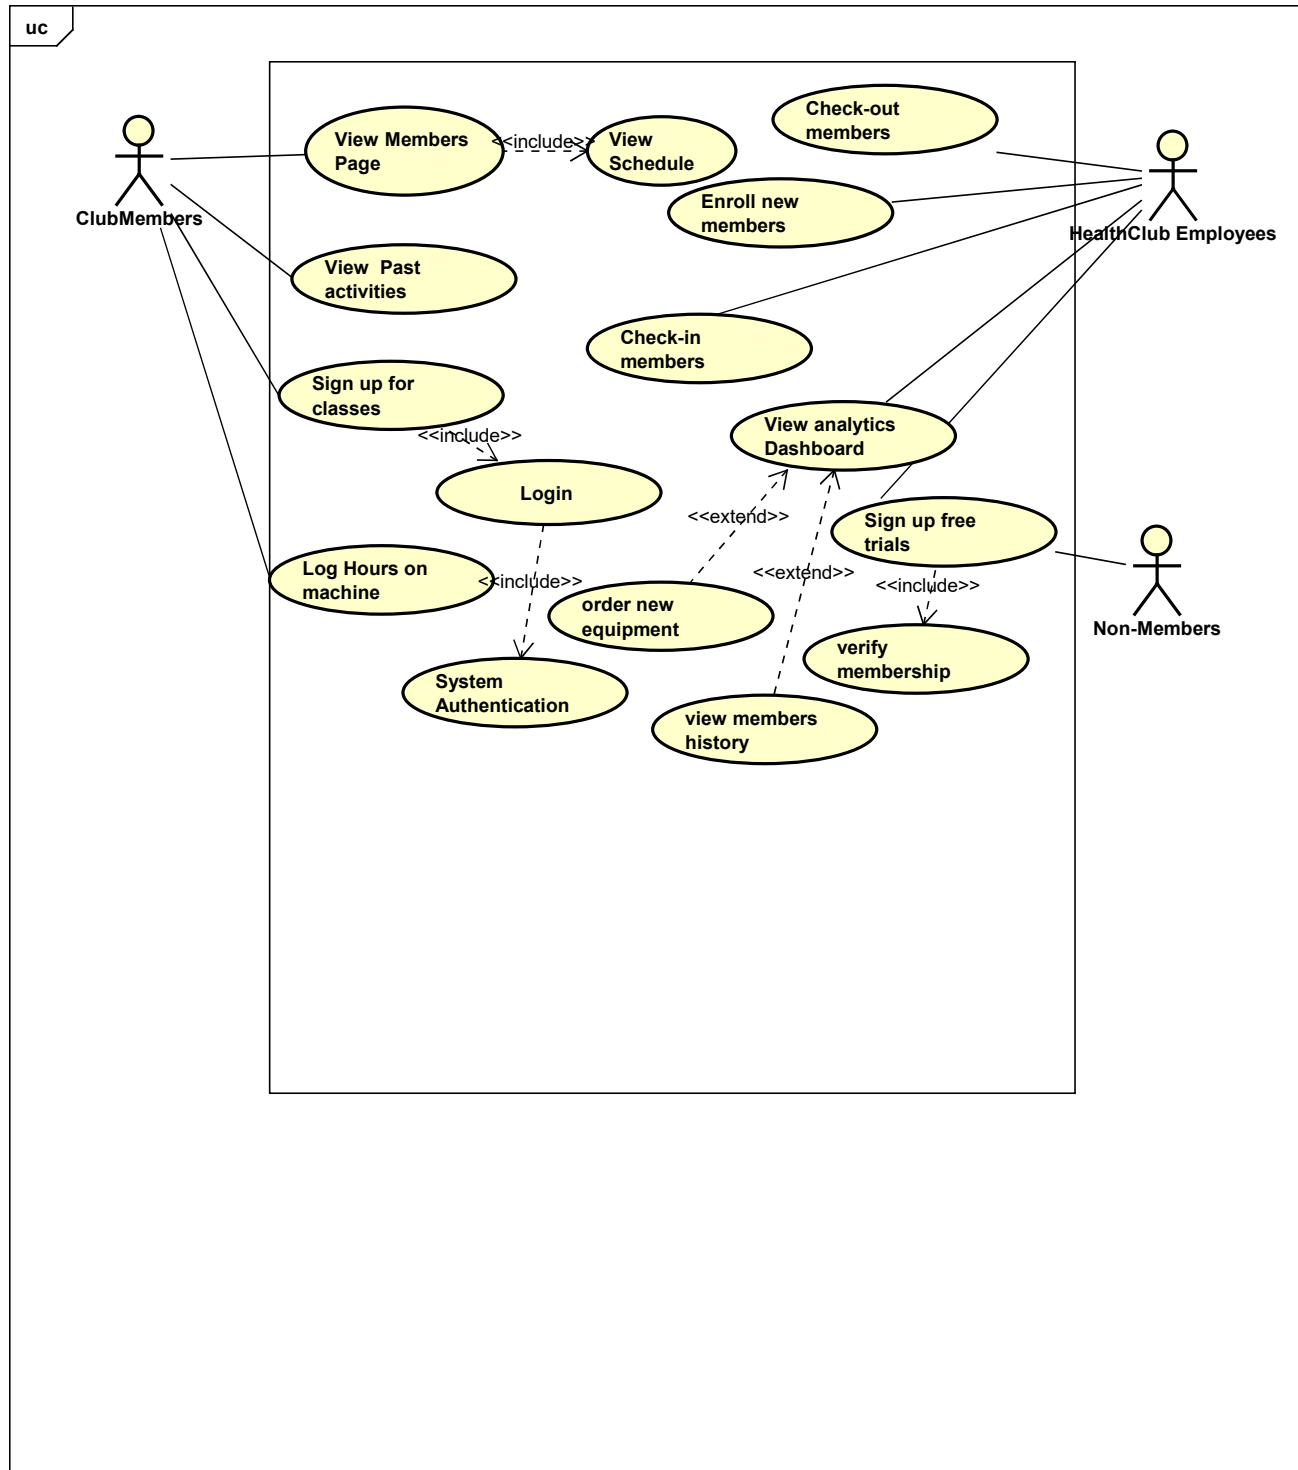 uc
Check-out
members
View Members
Page
<<include>>
View
Schedule
ClubMembers
Enroll new
members
HealthClub Employees
View  Past
activities
Check-in
members
Sign up for
classes
<<include>>
View analytics
Dashboard
Login
<<extend>>
Sign up free
trials
Log Hours on
machine
<<include>>
<<extend>>
<<include>>
order new
equipment
Non-Members
verify
membership
System
Authentication
view members
history